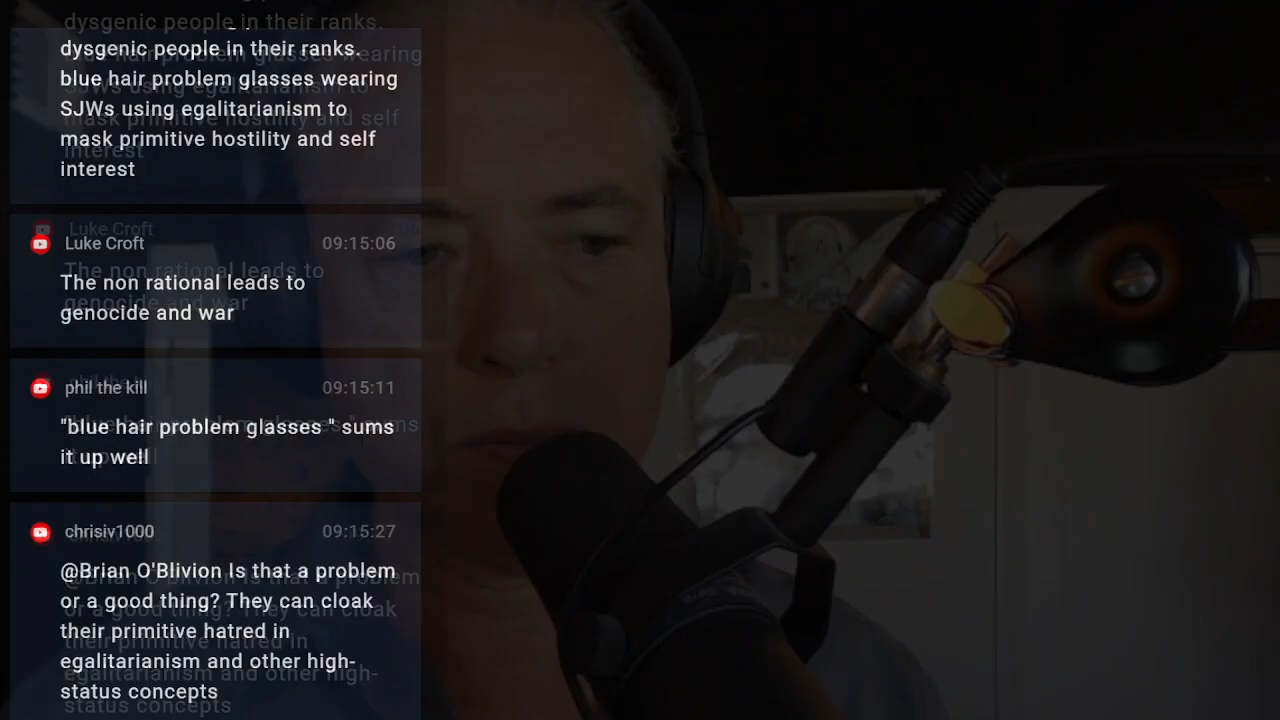 dysgenic people in their ranks.
blue hair problem glasses wearing
SJWs using egalitarianism to
mask primitive hostility and self
interest
Luke Croft 09:15:06
The non rational leads to
genocide and war
phil the kill 09:15:11
"blue hair problem glasses " sums
it up well
chrisiv1000 09:15:27
@Brian O'Blivion Is that a problem
or a good thing? They can cloak
their primitive hatred in
egalitarianism and other high-
status concepts